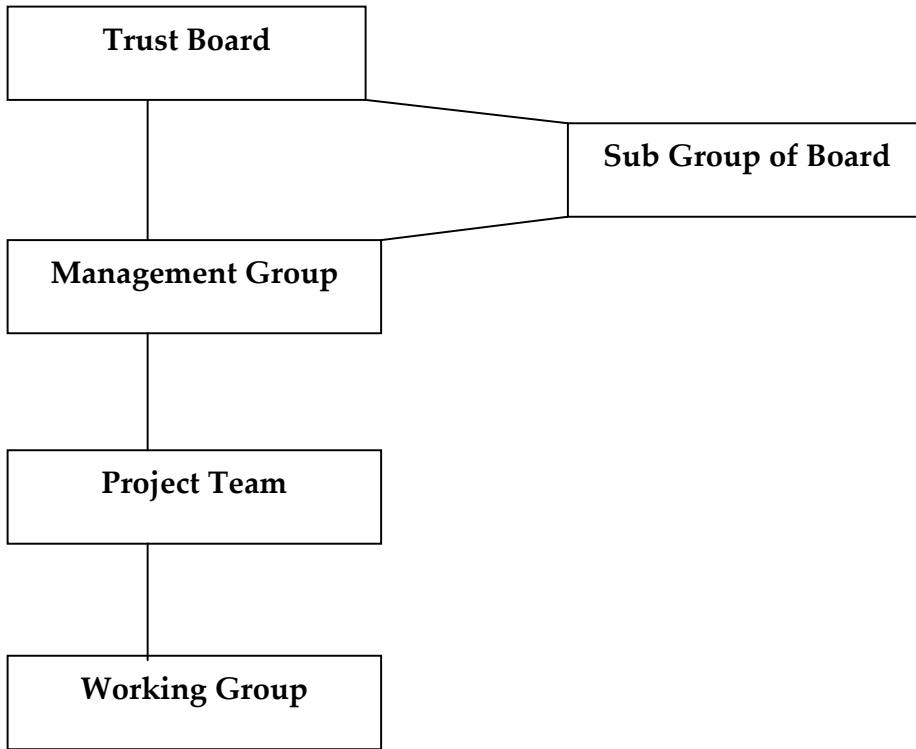 Trust Board
Sub Group of Board
Management Group
Project Team
Working Group